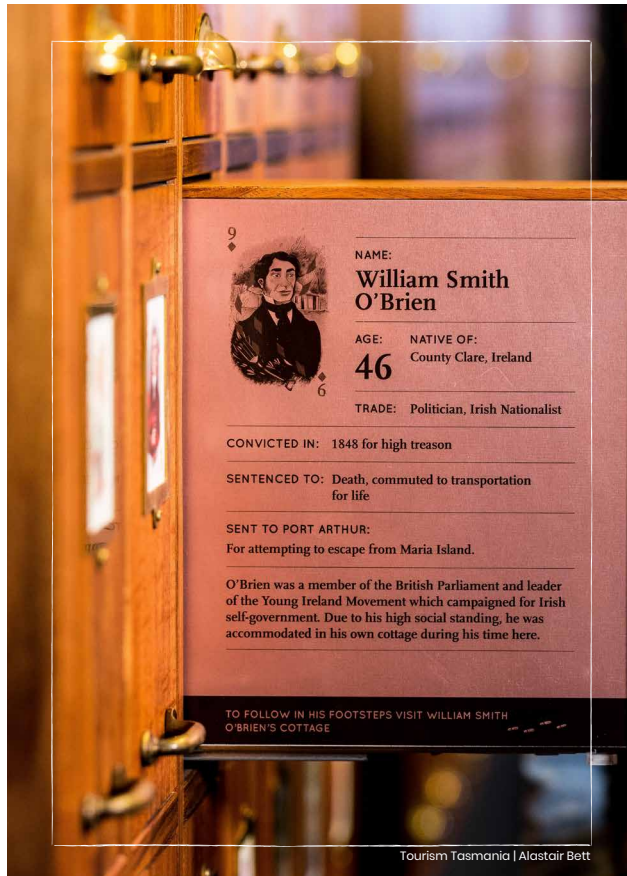 9
NAME:
William Smith
O'Brien
AGE:
46
NATIVE OF:
County Clare, Ireland
9
TRADE: Politician, Irish Nationalist
CONVICTED IN: 1848 for high treason
SENTENCED TO: Death, commuted to transportation
for life
SENT TO PORT ARTHUR:
For attempting to escape from Maria Island.
O'Brien was a member of the British Parliament and leader
of the Young Ireland Movement which campaigned for Irish
self-government. Due to his high social standing, he was
accommodated in his own cottage during his time here.
TO FOLLOW IN HIS FOOTSTEPS VISIT WILLIAM SMITH
O'BRIEN'S COTTAGE
Tourism Tasmania | Alastair Bett